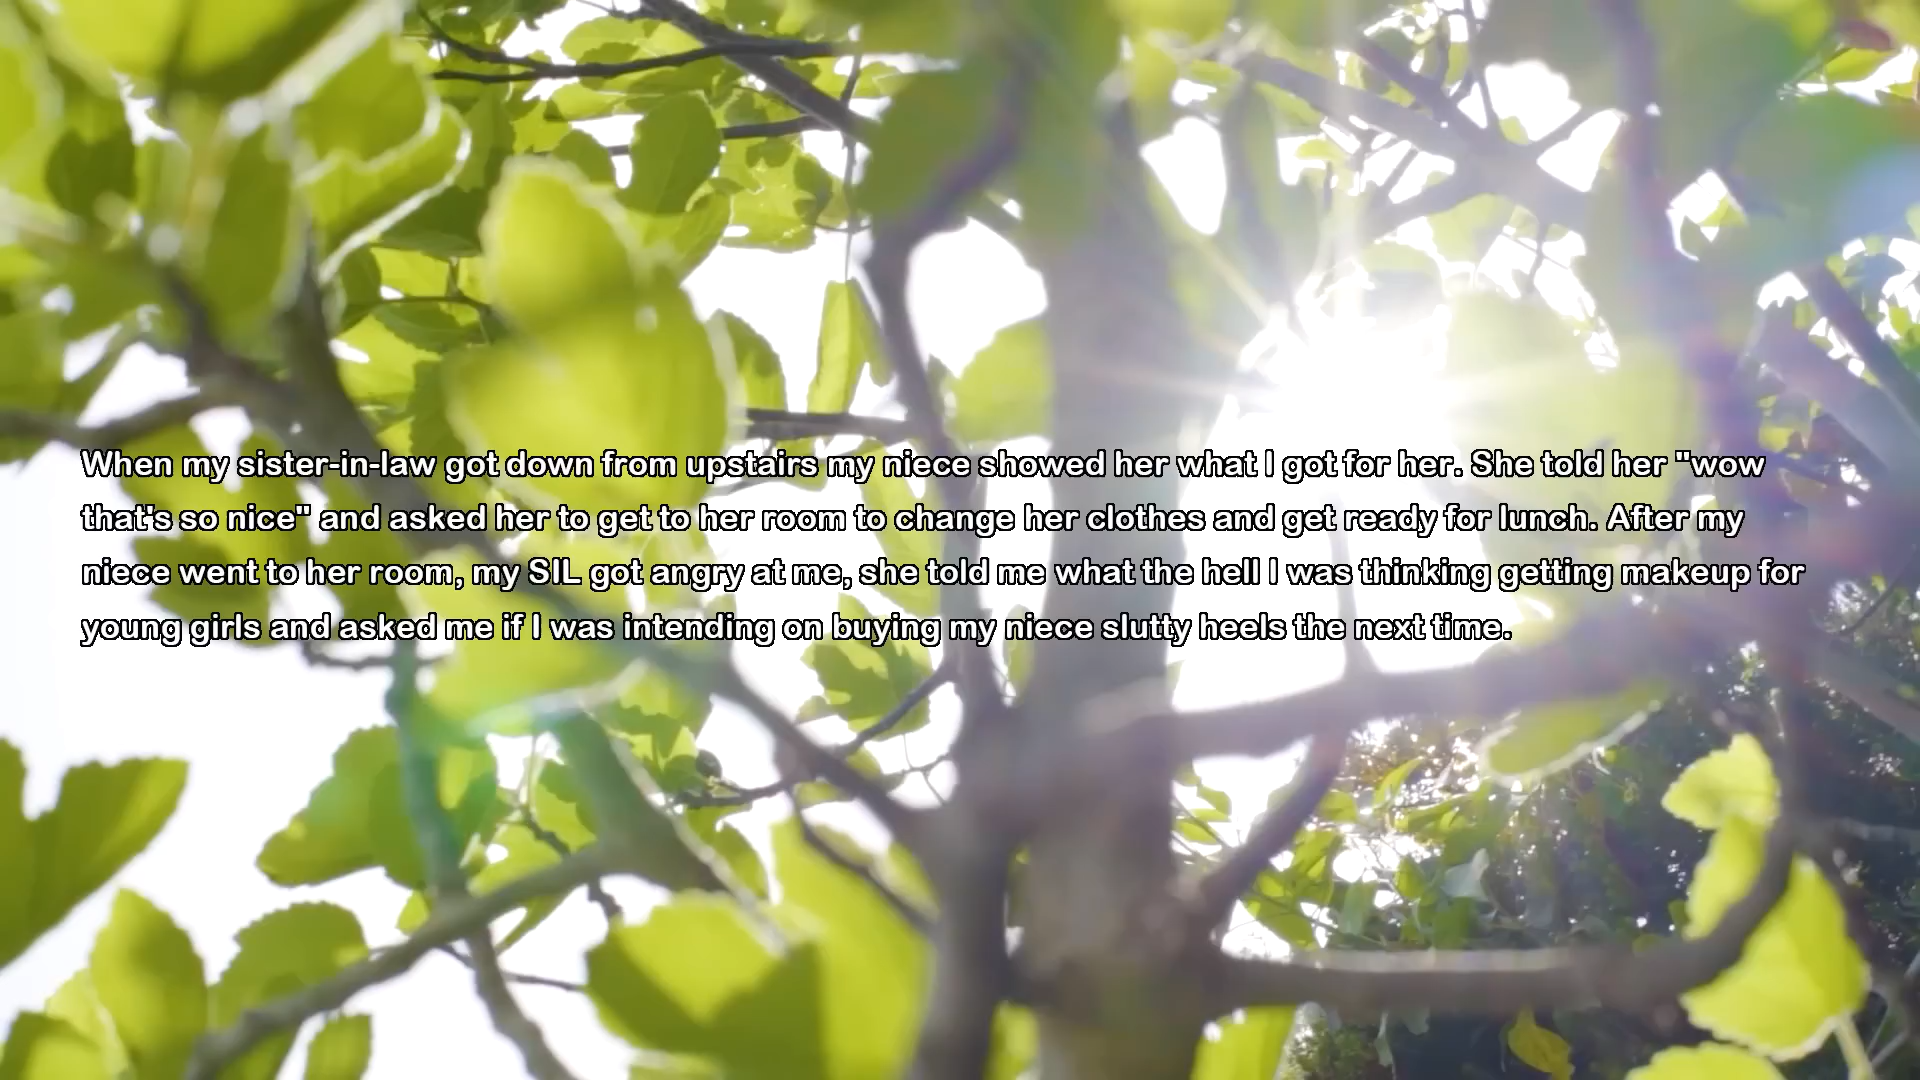 When my sister-in-law got down from upstairs my niece showed her what I got for her. She told her "wow
that's so nice" and asked her to get to her room to change her clothes and get ready for lunch. After my
niece went to her room, my SIL got angry at me, she told me what the hell I was thinking getting makeup for
young girls and asked me if I was intending on buying my niece slutty heels the next time.